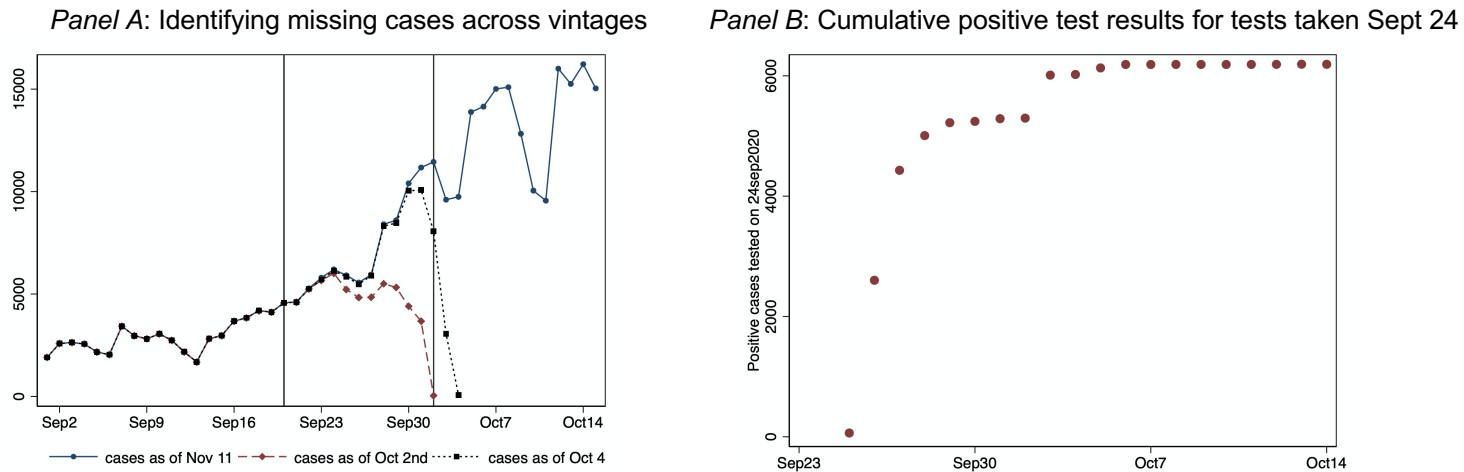 Panel A: Identifying missing cases across vintages
15000
10000
5000
0
Sep2 Sep9 Sep16 Sep23 Sep30 Oct7 Oct14
cases as of Nov 11 cases as of Oct 2nd cases as of Oct 4
Panel B: Cumulative positive test results for tests taken Sept 24
Positive cases tested on 24sep2020
6000
4000
2000
0
Sep23 Sep30 Oct7 Oct14